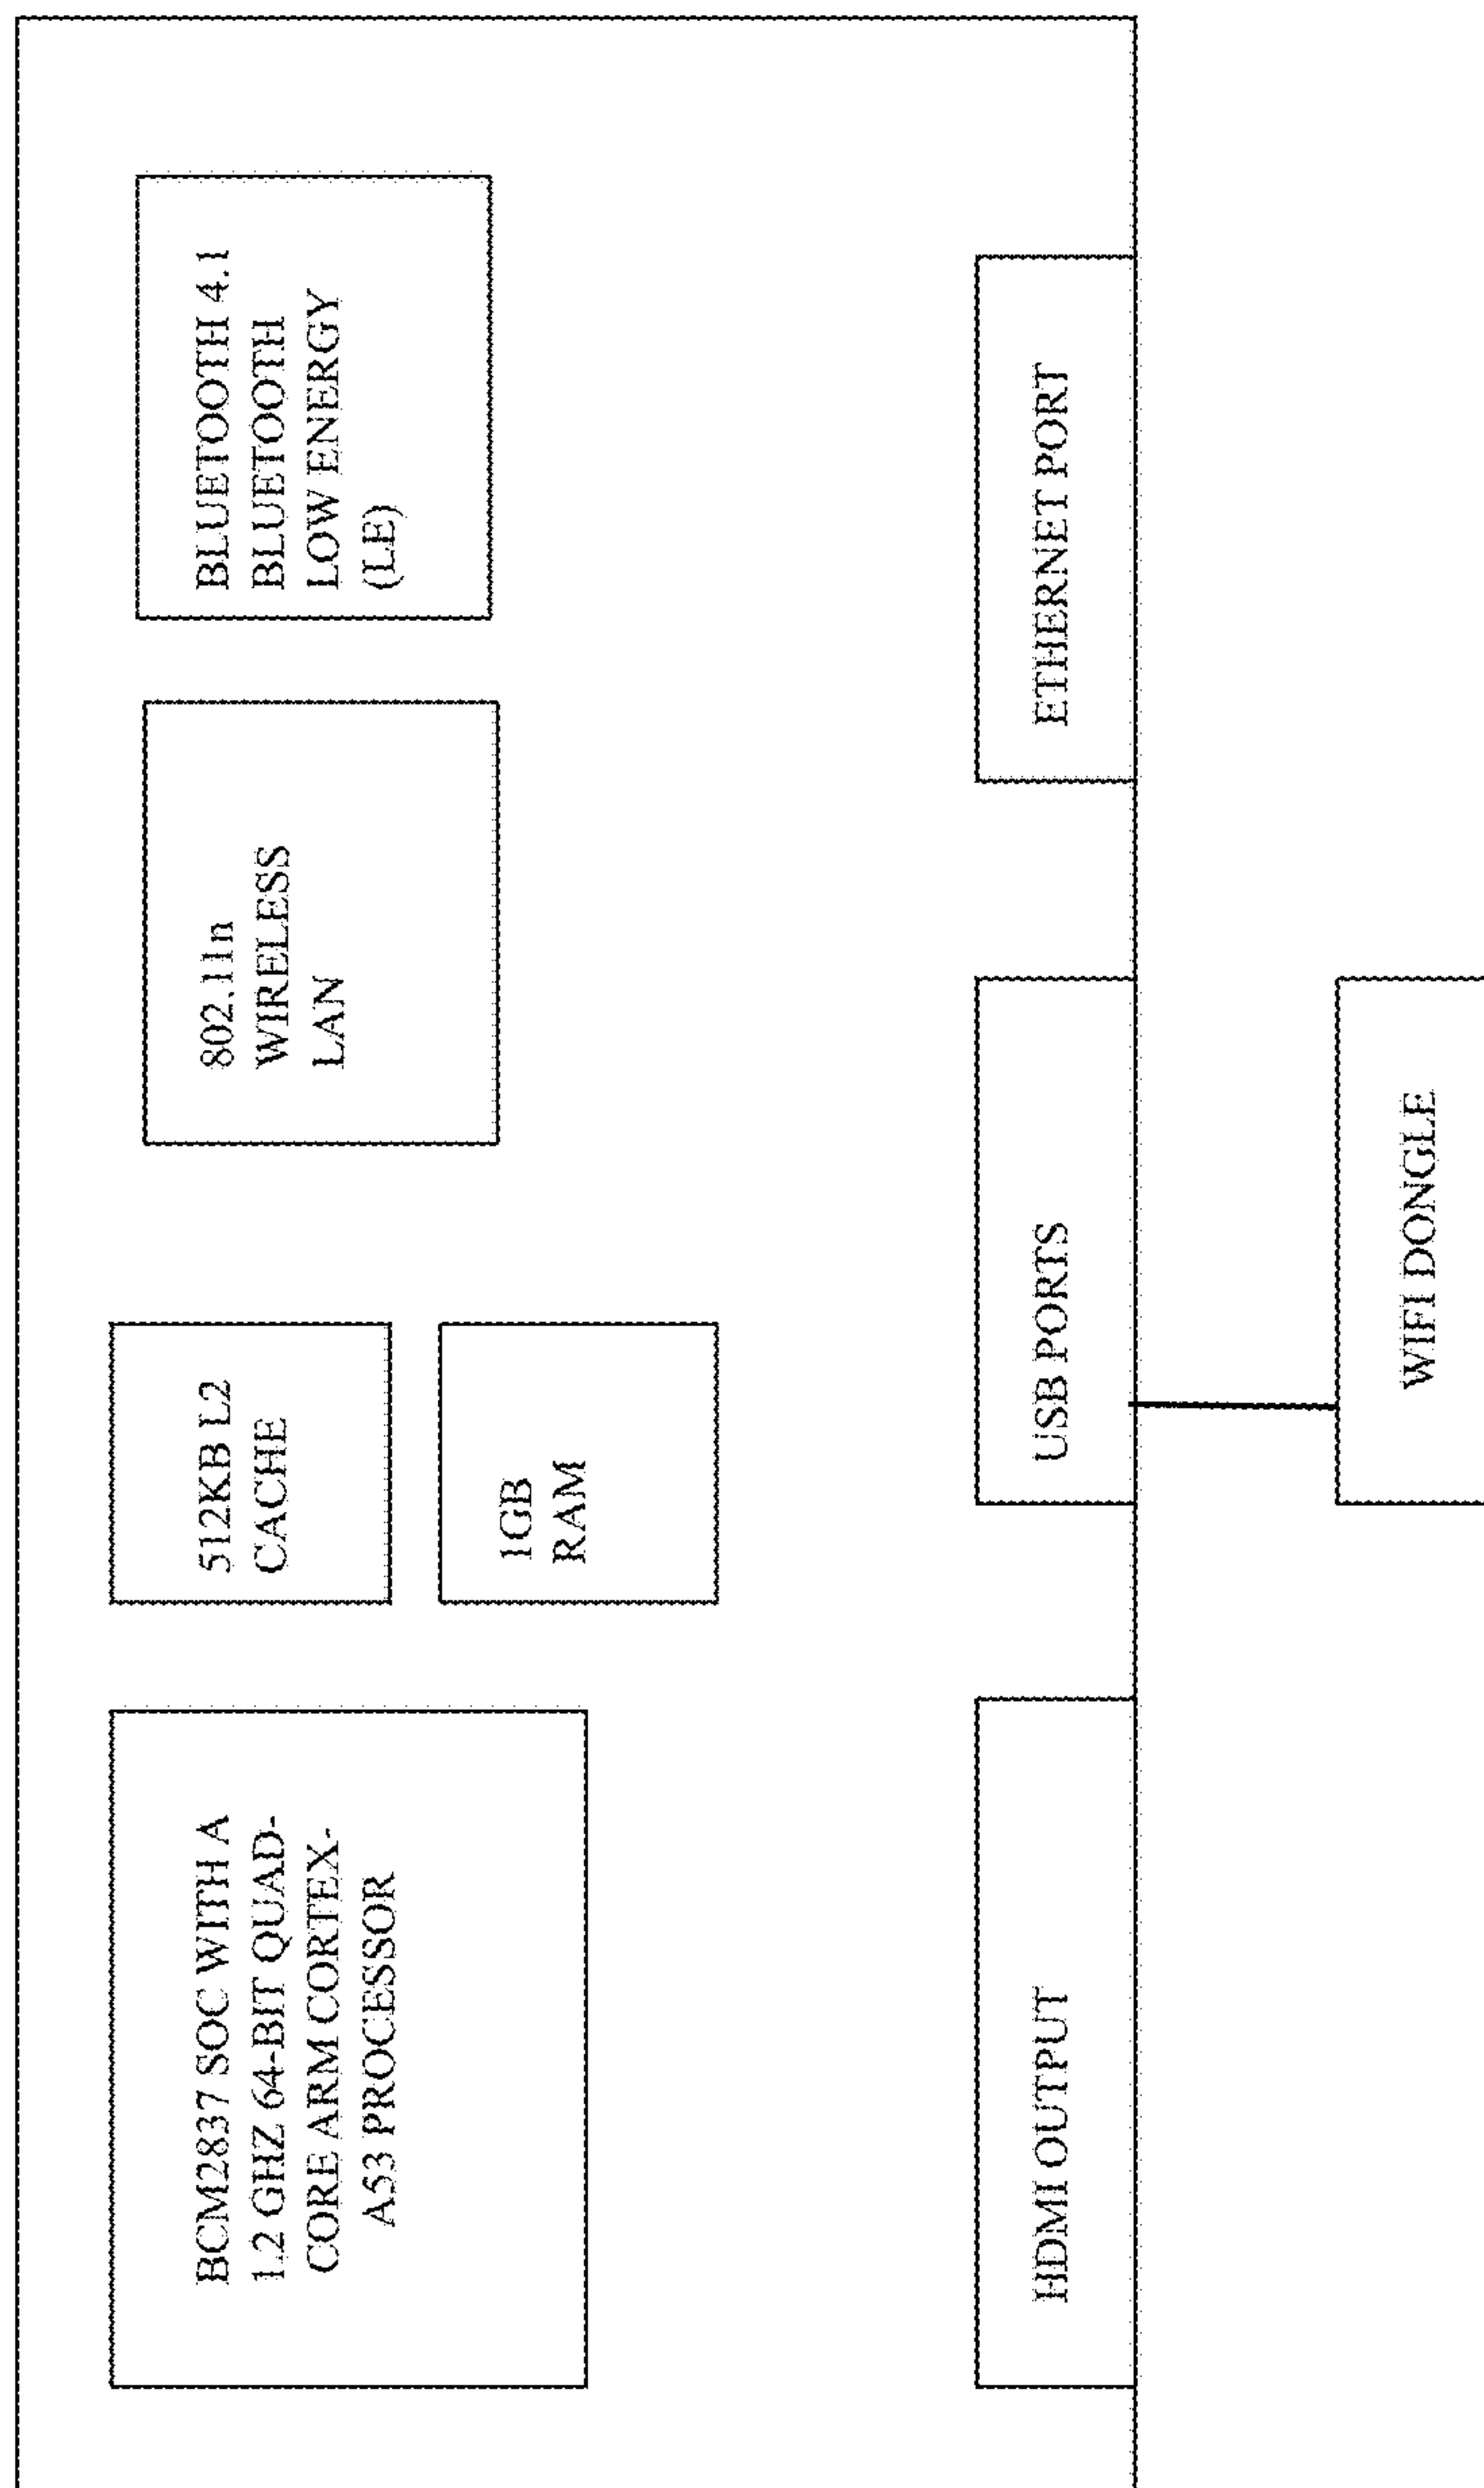 BCM2837 SOC WITH A
1.2 GHZ 64-BIT QUAD-
CORE ARM CORTEX-
A53 PROCESSOR
512KB L2
CACHE
1GB
RAM
802.11n
WIRELESS
LAN
BLUETOOTH 4.1
BLUETOOTH
LOW ENERGY
(LE)
HDMI OUTPUT
USB PORTS
ETHERNET PORT
WIFI DONGLE